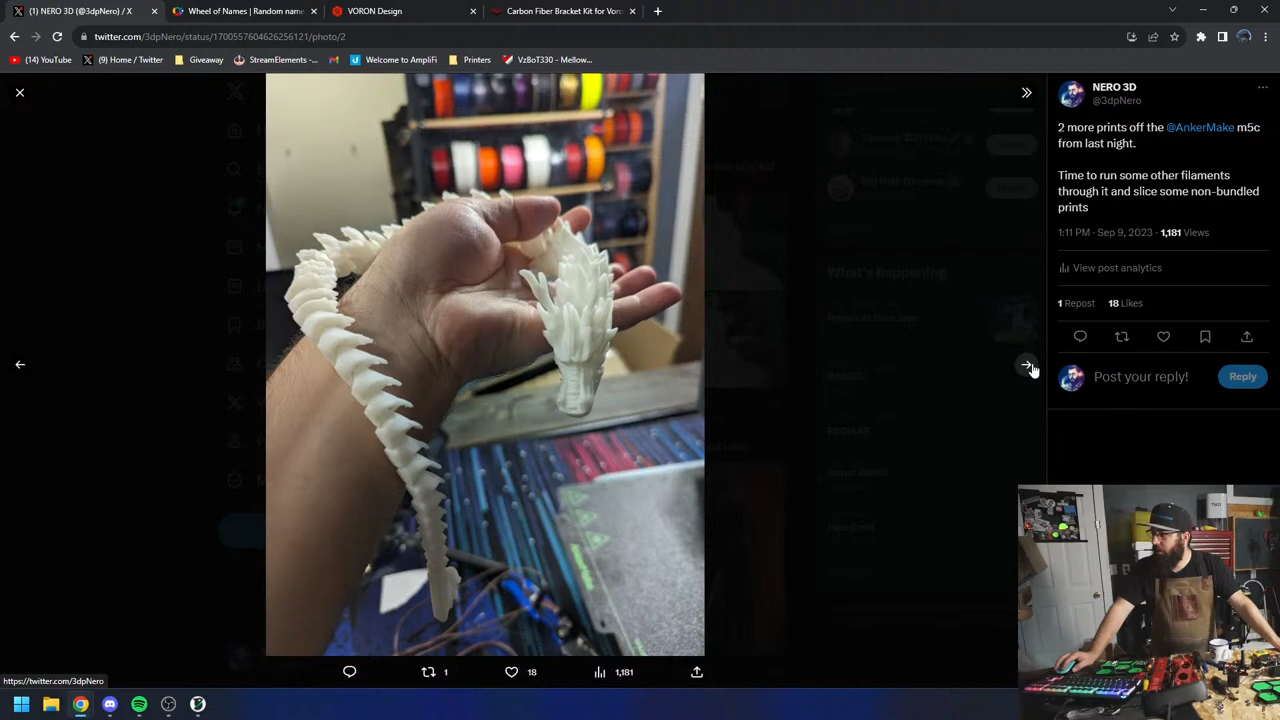 (1) NERO 3D (@3dpNero) / X
Wheel of Names | Random name
VORON Design
Carbon Fiber Bracket Kit for Voro
twitter.com/3dpNero/status/1700557604626256121/photo/2
(14) YouTube
(9) Home / Twitter
Giveaway
StreamElements -...
Welcome to AmpliFi
Printers
VzBoT330 - Mellow...
NERO 3D
@3dpNero
2 more prints off the @AnkerMake m5c
from last night.
Time to run some other filaments
through it and slice some non-bundled
prints
1:11 PM · Sep 9, 2023 · 1,181 Views
View post analytics
1 Repost 18 Likes
Post your reply!
Reply
What's happening
1
18
1,181
https://twitter.com/3dpNero